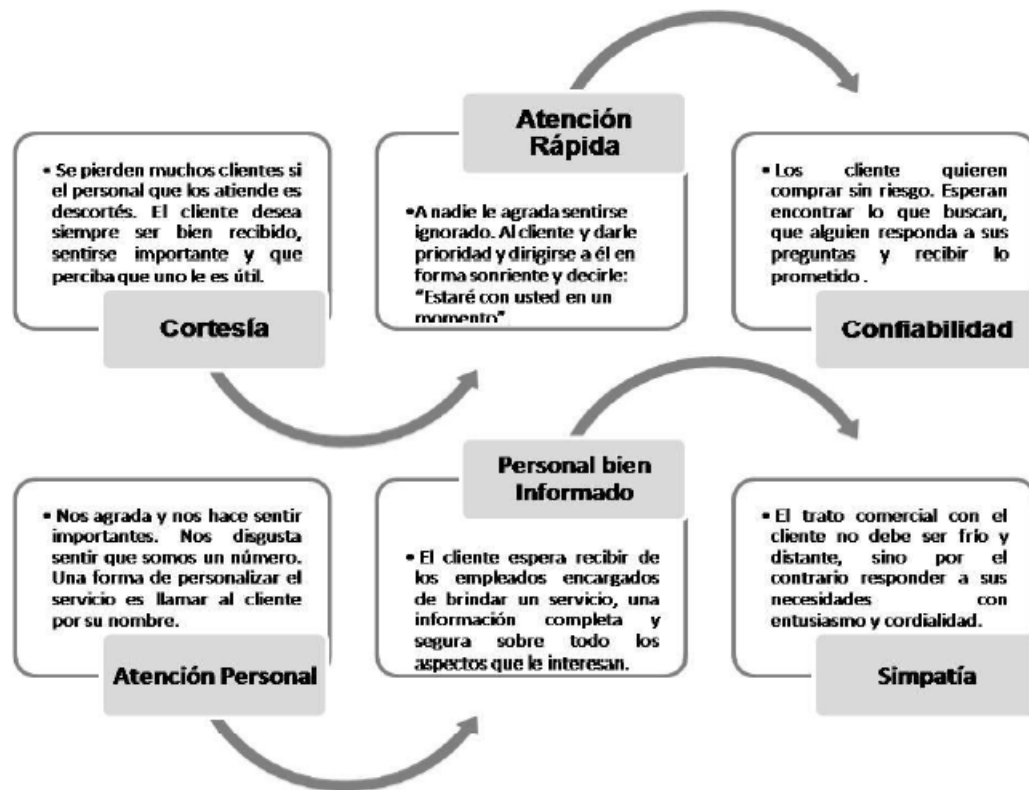 • Se pierden muchos clientes si
el personal que los atiende es
descortés. El cliente desea
siempre ser bien recibido,
sentirse importante y que
perciba que uno le es útil.
Cortesía
Atención
Rápida
•A nadie le agrada sentirse
ignorado. Al cliente y darle
prioridad y dirigirse a él en
forma sonriente y decirle:
"Estaré con usted en un
momento"
• Los cliente quieren
comprar sin riesgo. Esperan
encontrar lo que buscan,
que alguien responda a sus
preguntas y recibir lo
prometido .
Confiabilidad
• Nos agrada y nos hace sentir
importantes. Nos disgusta
sentir que somos un número.
Una forma de personalizar el
servicio es llamar al cliente
por su nombre.
Atención Personal
Personal bien
Informado
• El cliente espera recibir de
los empleados encargados
de brindar un servicio, una
información completa y
segura sobre todo los
aspectos que le interesan.
• El trato comercial con el
cliente no debe ser frío y
distante, sino por el
contrario responder a sus
necesidades con
entusiasmo y cordialidad.
Simpatía